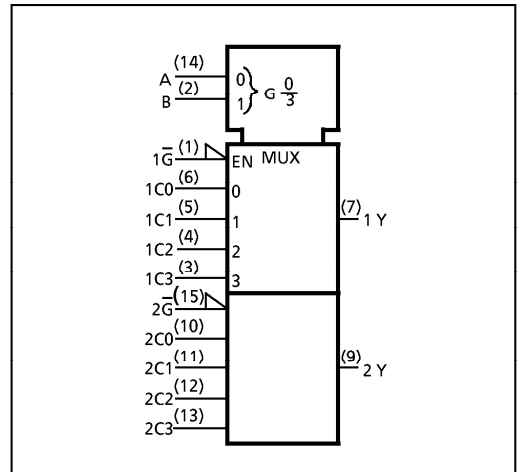 A (14) 0 } G 0/3
B (2) 1
1G̅ (1) EN MUX
1C0 (6) 0
1C1 (5) 1 (7) 1 Y
1C2 (4) 2
1C3 (3) 3
2G̅ (15)
2C0 (10)
2C1 (11) (9) 2 Y
2C2 (12)
2C3 (13)